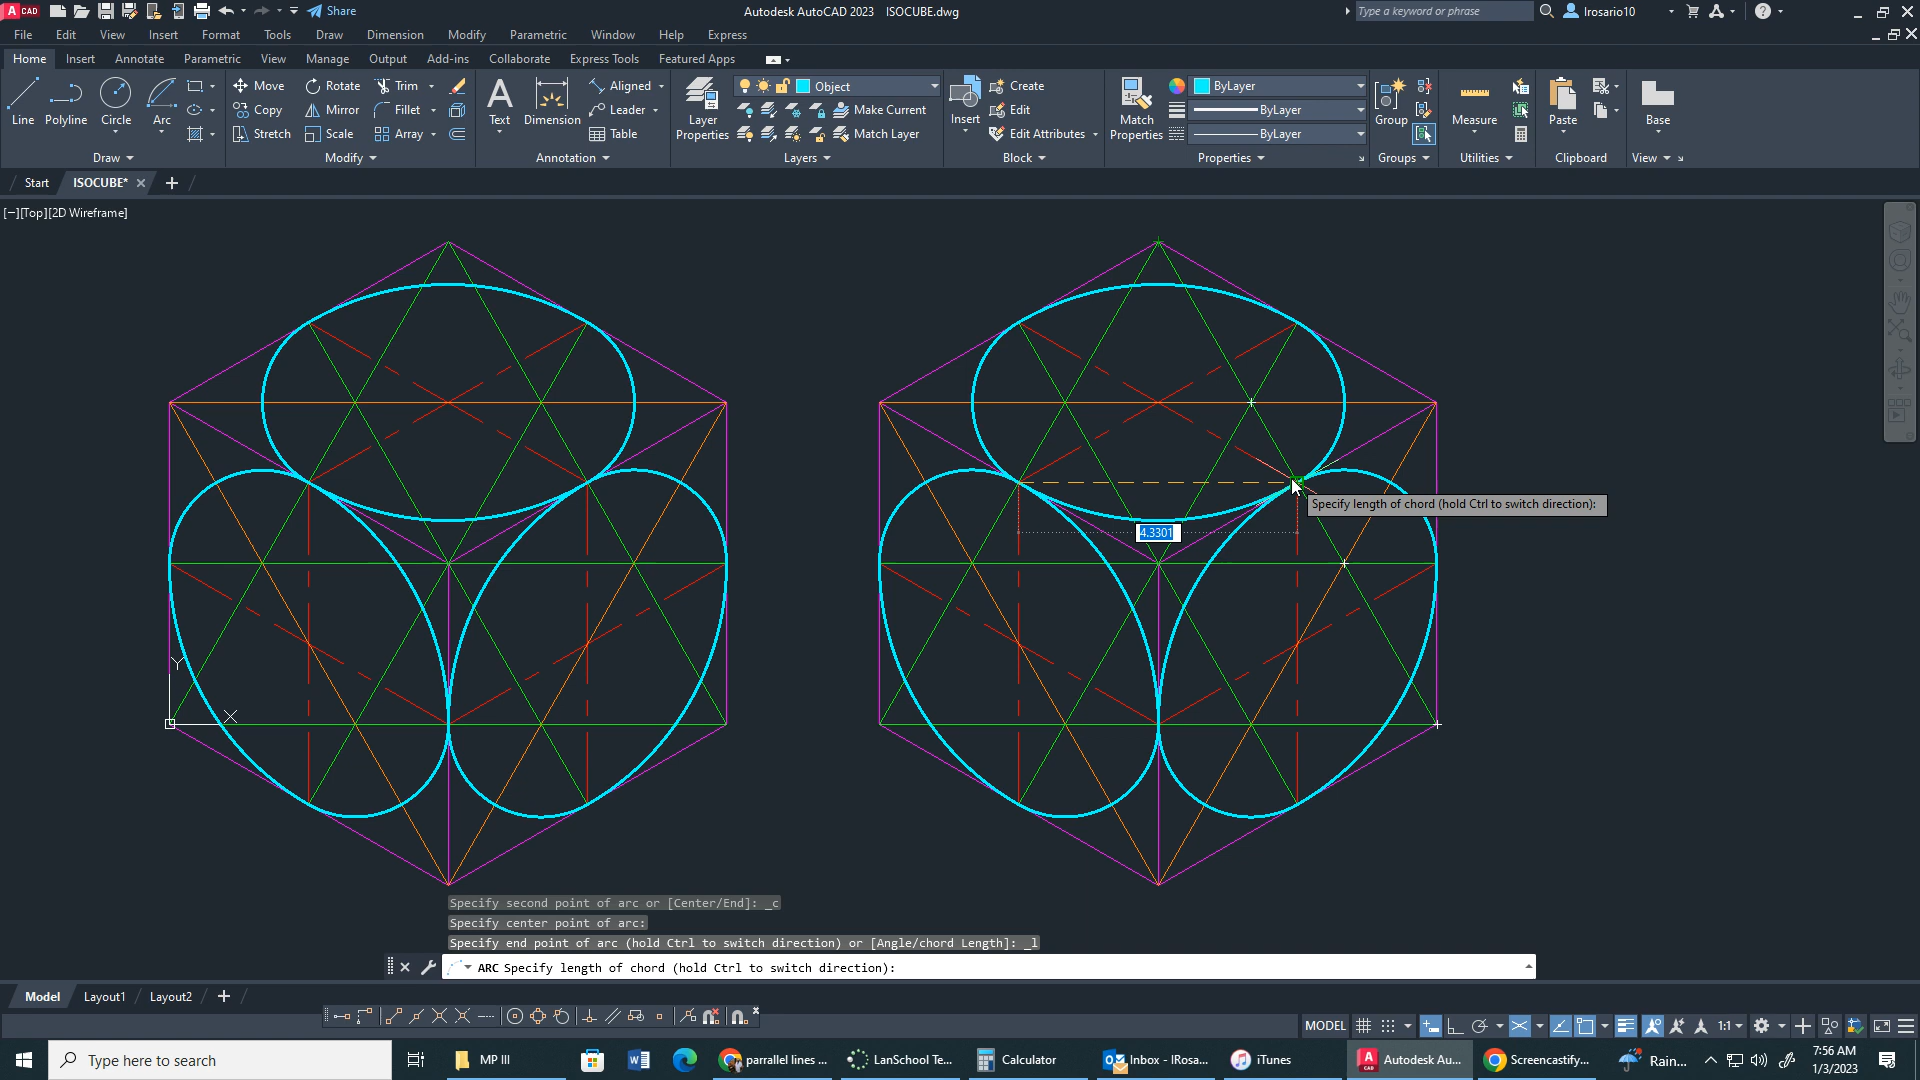 A CAD Share Autodesk AutoCAD 2023 ISOCUBE.dwg Type a keyword or phrase lrosario10
File Edit View Insert Format Tools Draw Dimension Modify Parametric Window Help Express
Home Insert Annotate Parametric View Manage Output Add-ins Collaborate Express Tools Featured Apps
Move Rotate Trim Aligned Object Create ByLayer
Line Polyline Circle Arc Copy Mirror Fillet Text Dimension Leader Layer Properties Make Current Insert Edit Match Properties ByLayer Group Measure Paste Base
Stretch Scale Array Table Match Layer Edit Attributes ByLayer
Draw Modify Annotation Layers Block Properties Groups Utilities Clipboard View
Start ISOCUBE*
[−][Top][2D Wireframe]
Specify length of chord (hold Ctrl to switch direction):
4.3301
Y
X
Specify second point of arc or [Center/End]: _c
Specify center point of arc:
Specify end point of arc (hold Ctrl to switch direction) or [Angle/chord Length]: _l
ARC Specify length of chord (hold Ctrl to switch direction):
Model Layout1 Layout2
MODEL 1:1
Type here to search MP III parrallel lines ... LanSchool Te... Calculator Inbox - IRosa... iTunes Autodesk Au... Screencastify... Rain... 7:56 AM
1/3/2023